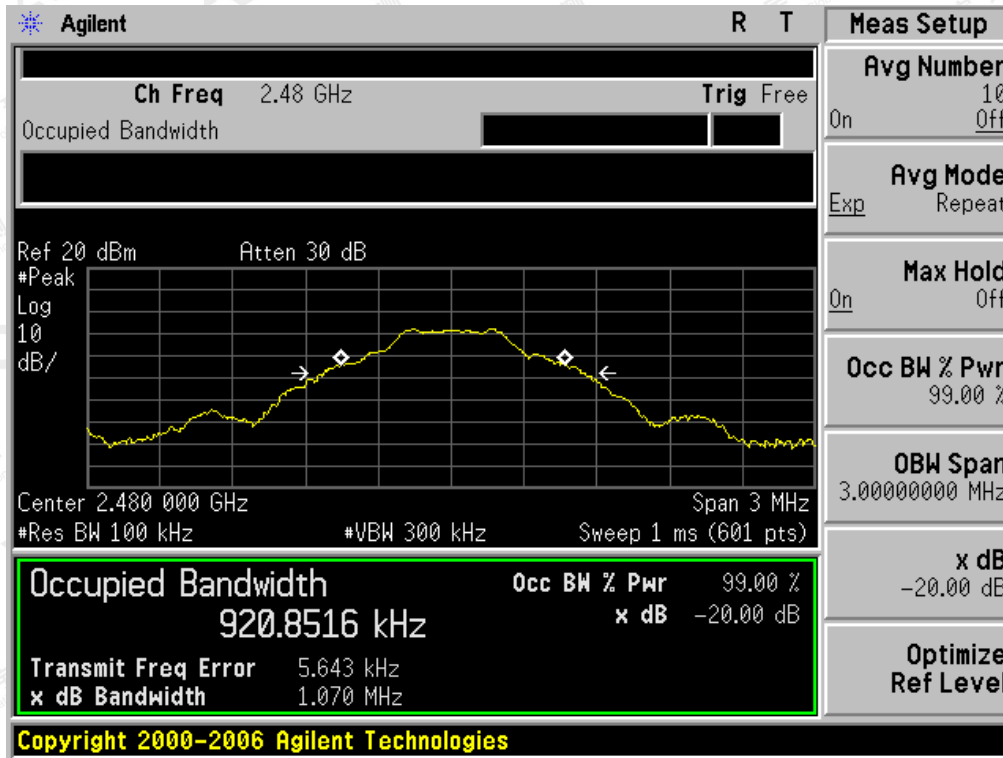 Agilent R T
Ch Freq 2.48 GHz Trig Free
Occupied Bandwidth
Ref 20 dBm Atten 30 dB
#Peak
Log
10
dB/
Center 2.480 000 GHz Span 3 MHz
#Res BW 100 kHz #VBW 300 kHz Sweep 1 ms (601 pts)
Occupied Bandwidth Occ BW % Pwr 99.00 %
920.8516 kHz x dB -20.00 dB
Transmit Freq Error 5.643 kHz
x dB Bandwidth 1.070 MHz
Copyright 2000-2006 Agilent Technologies
Meas Setup
Avg Number
10
On Off
Avg Mode
Exp Repeat
Max Hold
On Off
Occ BW % Pwr
99.00 %
OBW Span
3.00000000 MHz
x dB
-20.00 dB
Optimize
Ref Level